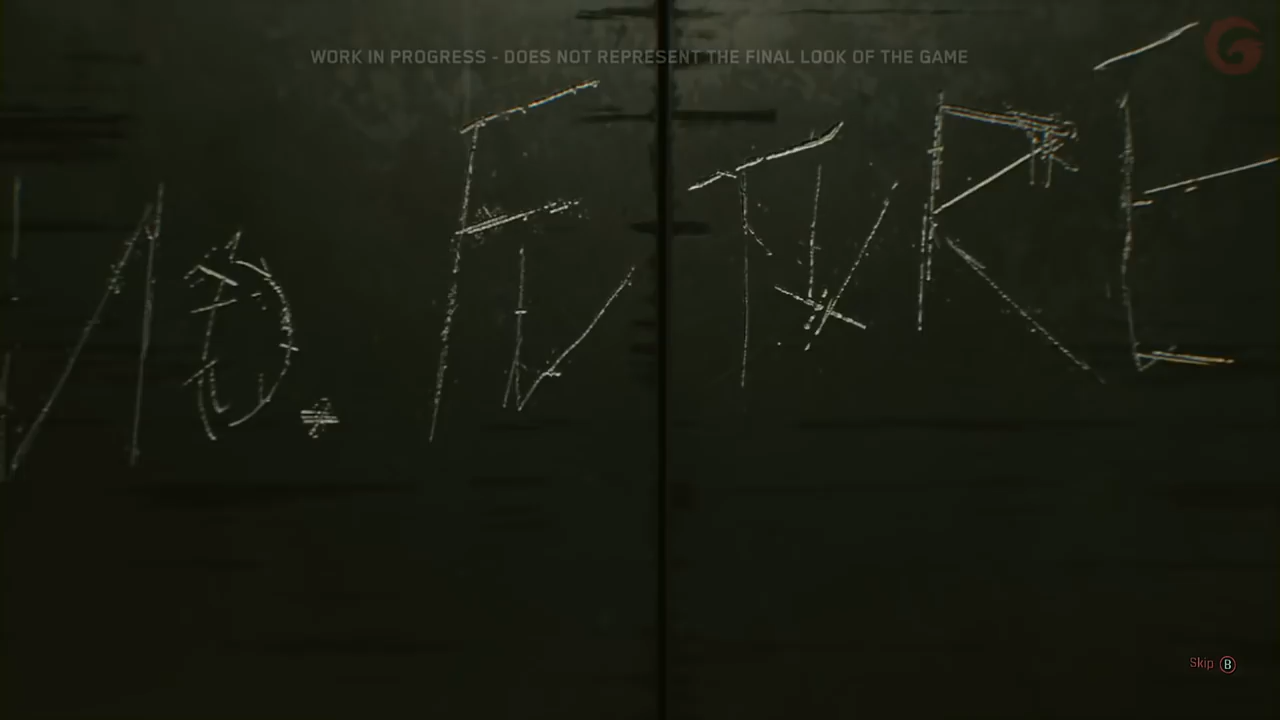 WORK IN PROGRESS - DOES NOT REPRESENT THE FINAL LOOK OF THE GAME
NO. FUTURE
Skip B